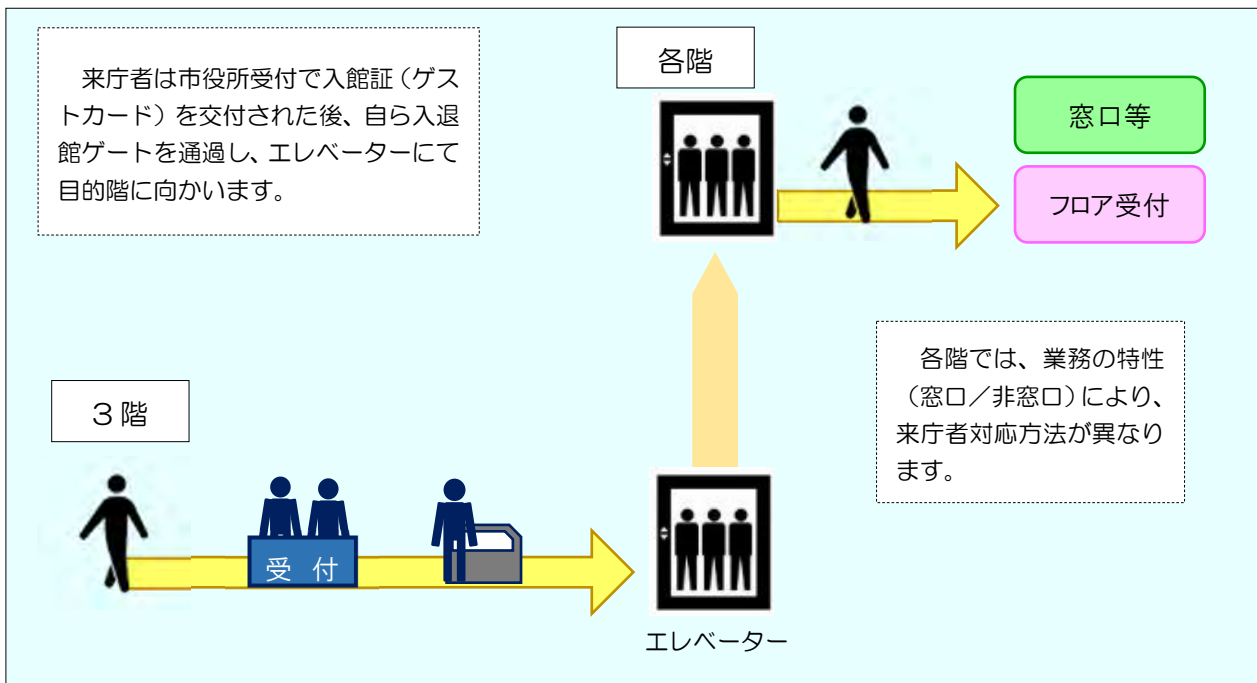 来庁者は市役所受付で入館証（ゲス
トカード）を交付された後、自ら入退
館ゲートを通過し、エレベーターにて
目的階に向かいます。
各階
窓口等
フロア受付
各階では、業務の特性
（窓口／非窓口）により、
来庁者対応方法が異なり
ます。
３階
受 付
エレベーター